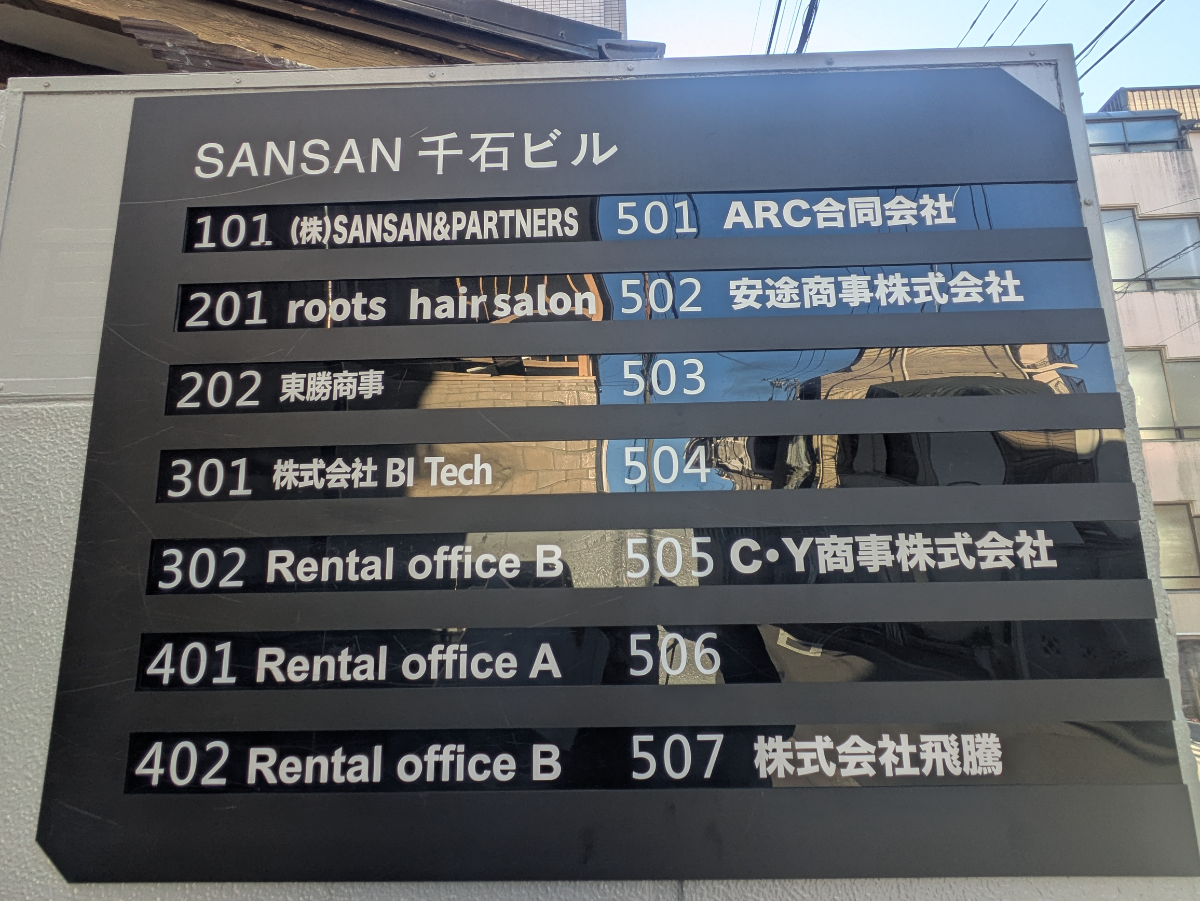 SANSAN 千石ビル
101 (株)SANSAN&PARTNERS
201 roots hair salon
202 東勝商事
301 株式会社 BI Tech
302 Rental office B
401 Rental office A
402 Rental office B
501 ARC合同会社
502 安途商事株式会社
503
504
505 C・Y商事株式会社
506
507 株式会社飛騰